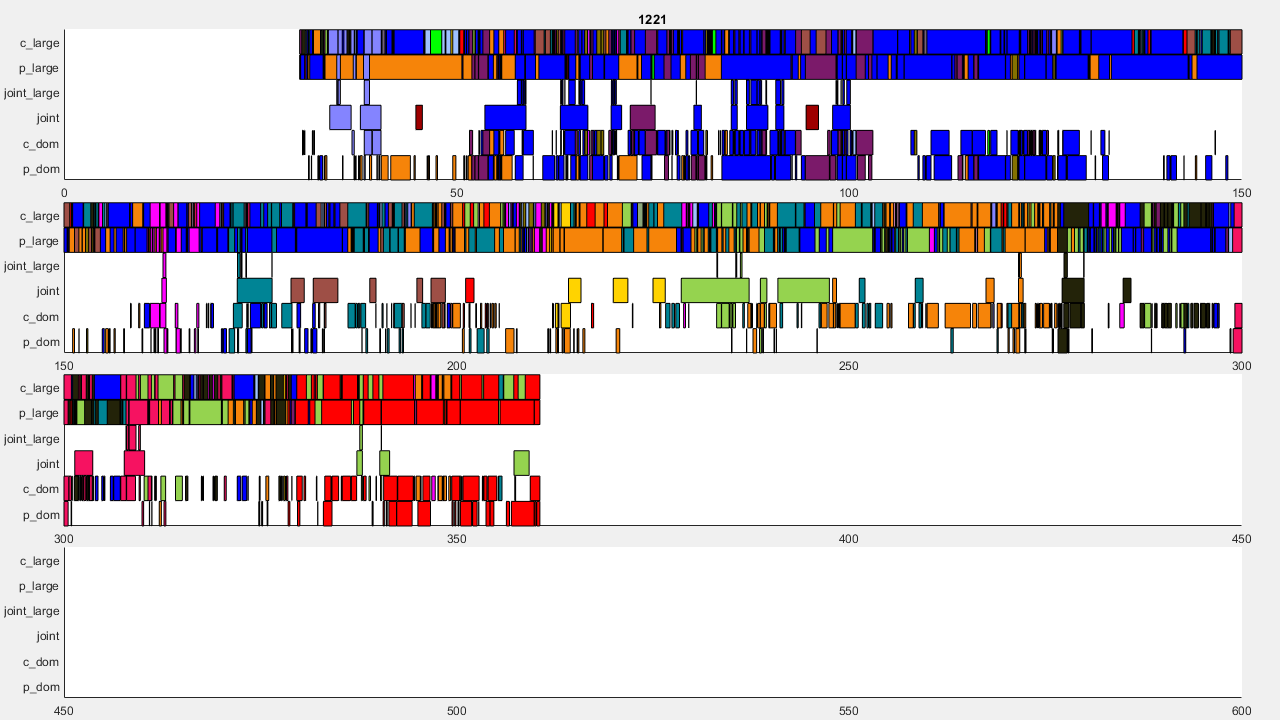 1221
c_large
p_large
joint_large
joint
c_dom
p_dom
0 50 100 150
c_large
p_large
joint_large
joint
c_dom
p_dom
150 200 250 300
c_large
p_large
joint_large
joint
c_dom
p_dom
300 350 400 450
c_large
p_large
joint_large
joint
c_dom
p_dom
450 500 550 600